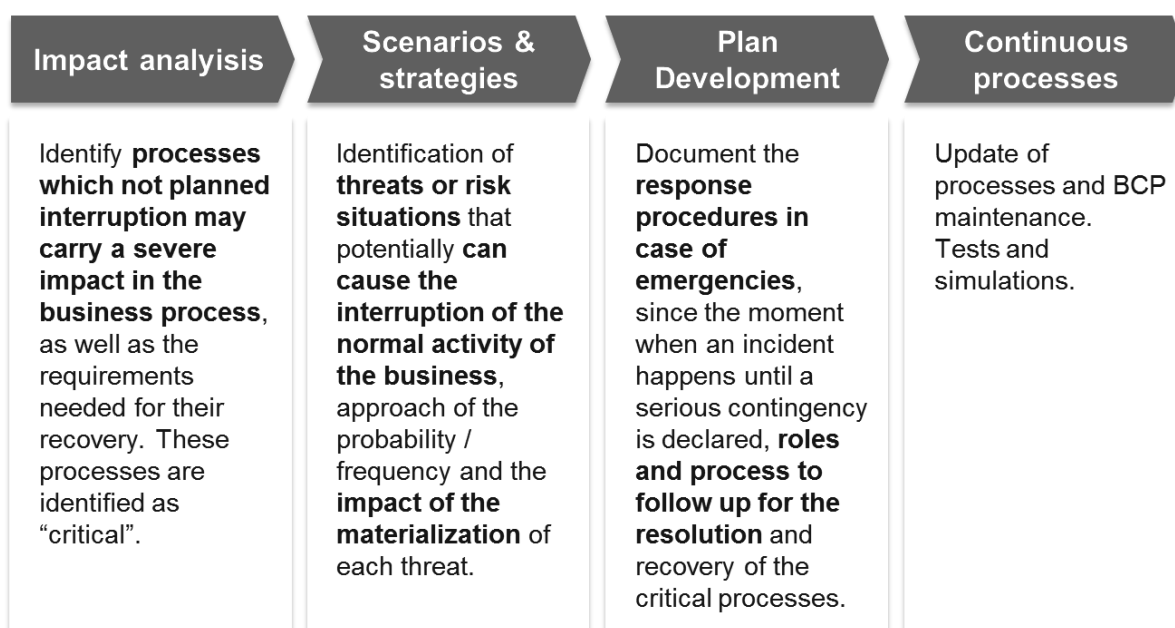 Impact analyisis
Identify processes
which not planned
interruption may
carry a severe
impact in the
business process,
as well as the
requirements
needed for their
recovery. These
processes are
identified as
“critical”.
Scenarios &
strategies
Identification of
threats or risk
situations that
potentially can
cause the
interruption of the
normal activity of
the business,
approach of the
probability /
frequency and the
impact of the
materialization of
each threat.
Plan
Development
Document the
response
procedures in
case of
emergencies,
since the moment
when an incident
happens until a
serious contingency
is declared, roles
and process to
follow up for the
resolution and
recovery of the
critical processes.
Continuous
processes
Update of
processes and BCP
maintenance.
Tests and
simulations.